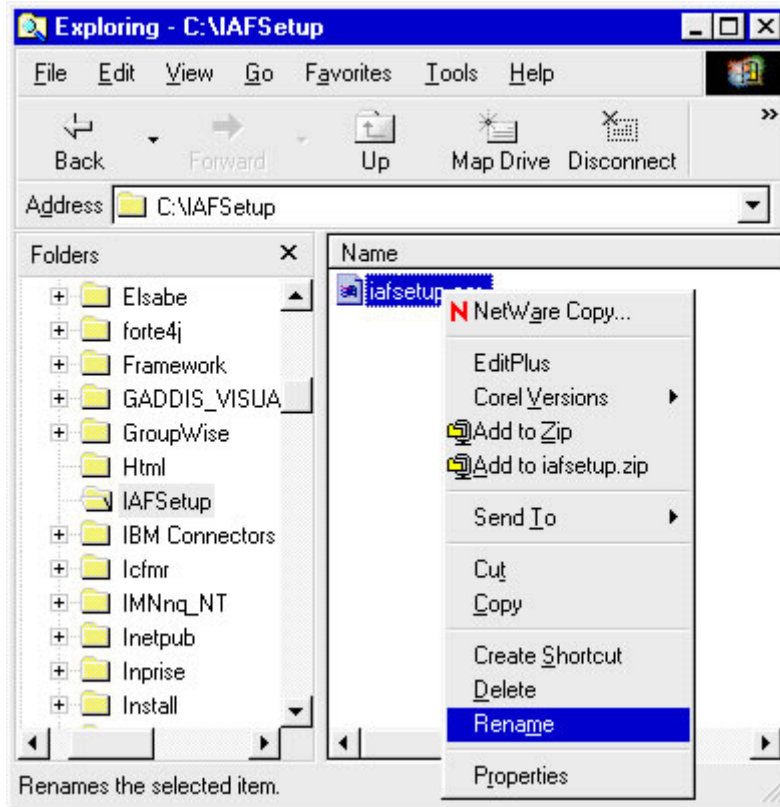 Exploring - C:\IAFSetup
File Edit View Go Favorites Tools Help
Back Forward Up Map Drive Disconnect »
Address C:\IAFSetup
Folders
Elsabe
forte4j
Framework
GADDIS_VISUA
GroupWise
Html
IAFSetup
IBM Connectors
Icfmr
IMNnq_NT
Inetpub
Inprise
Install
Name
NetWare Copy...
EditPlus
Corel Versions
Add to Zip
Add to iafsetup.zip
Send To
Cut
Copy
Create Shortcut
Delete
Rename
Properties
Renames the selected item.